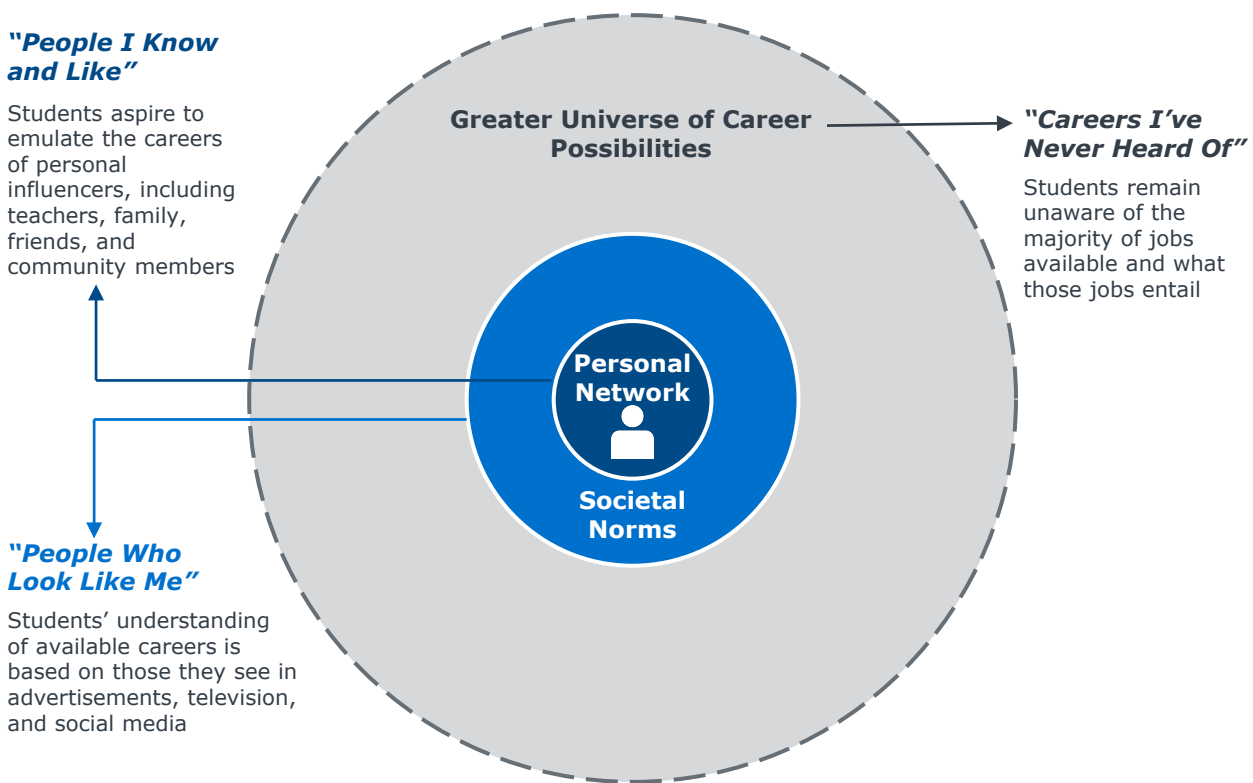 “People I Know
and Like”
Students aspire to
emulate the careers
of personal
influencers, including
teachers, family,
friends, and
community members
Greater Universe of Career
Possibilities
“Careers I’ve
Never Heard Of”
Students remain
unaware of the
majority of jobs
available and what
those jobs entail
Personal
Network
Societal
Norms
“People Who
Look Like Me”
Students’ understanding
of available careers is
based on those they see in
advertisements, television,
and social media